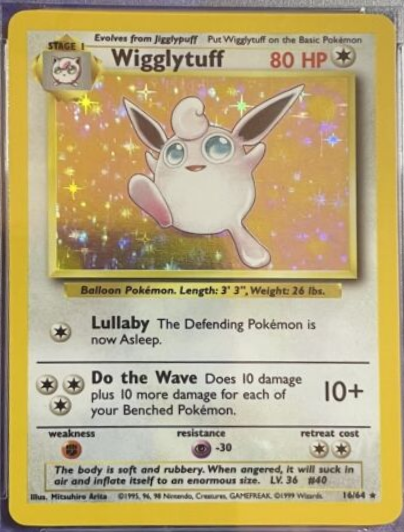 Evolves from Jigglypuff Put Wigglytuff on the Basic Pokémon
STAGE 1
Wigglytuff 80 HP
Balloon Pokémon. Length: 3' 3", Weight: 26 lbs.
Lullaby The Defending Pokémon is
now Asleep.
Do the Wave Does 10 damage
plus 10 more damage for each of
your Benched Pokémon.
10+
weakness resistance retreat cost
-30
The body is soft and rubbery. When angered, it will suck in
air and inflate itself to an enormous size. LV. 36 #40
Illus. Mitsuhiro Arita ©1995, 96, 98 Nintendo, Creatures, GAMEFREAK. ©1999 Wizards. 16/64 ★